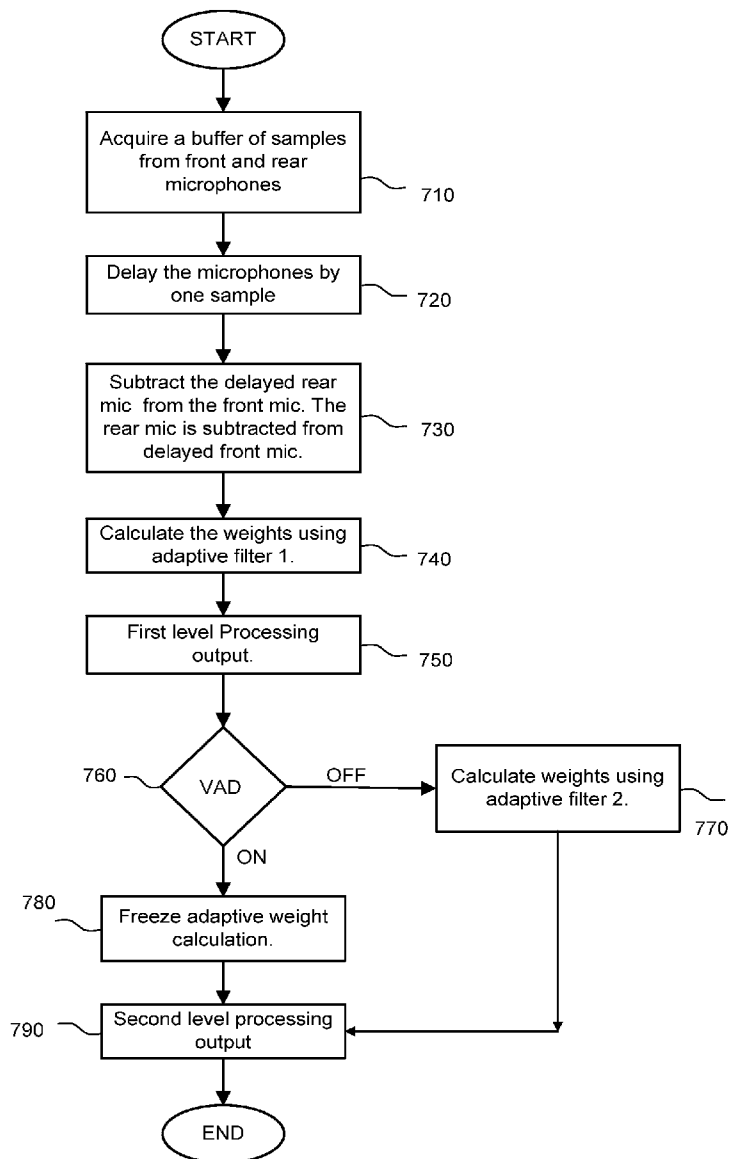 START
Acquire a buffer of samples
from front and rear
microphones
710
Delay the microphones by
one sample
720
Subtract the delayed rear
mic from the front mic. The
rear mic is subtracted from
delayed front mic.
730
Calculate the weights using
adaptive filter 1.
740
First level Processing
output.
750
760
VAD
OFF
Calculate weights using
adaptive filter 2.
770
ON
780
Freeze adaptive weight
calculation.
790
Second level processing
output
END